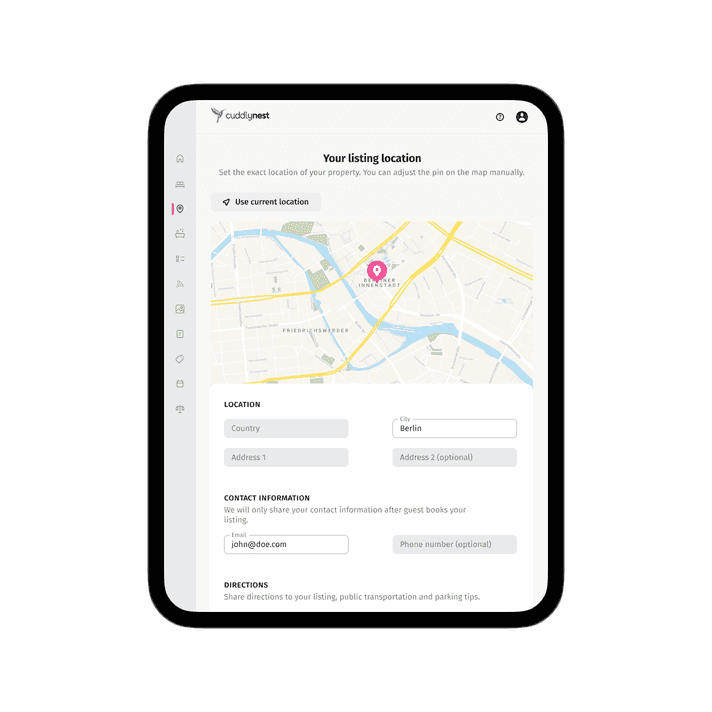 cuddlynest
Your listing location
Set the exact location of your property. You can adjust the pin on the map manually.
Use current location
INNENSTADT
FRIEDRICHSWERDER
LOCATION
Country
City
Berlin
Address 1
Address 2 (optional)
CONTACT INFORMATION
We will only share your contact information after guest books your
listing.
Email
john@doe.com
Phone number (optional)
DIRECTIONS
Share directions to your listing, public transportation and parking tips.